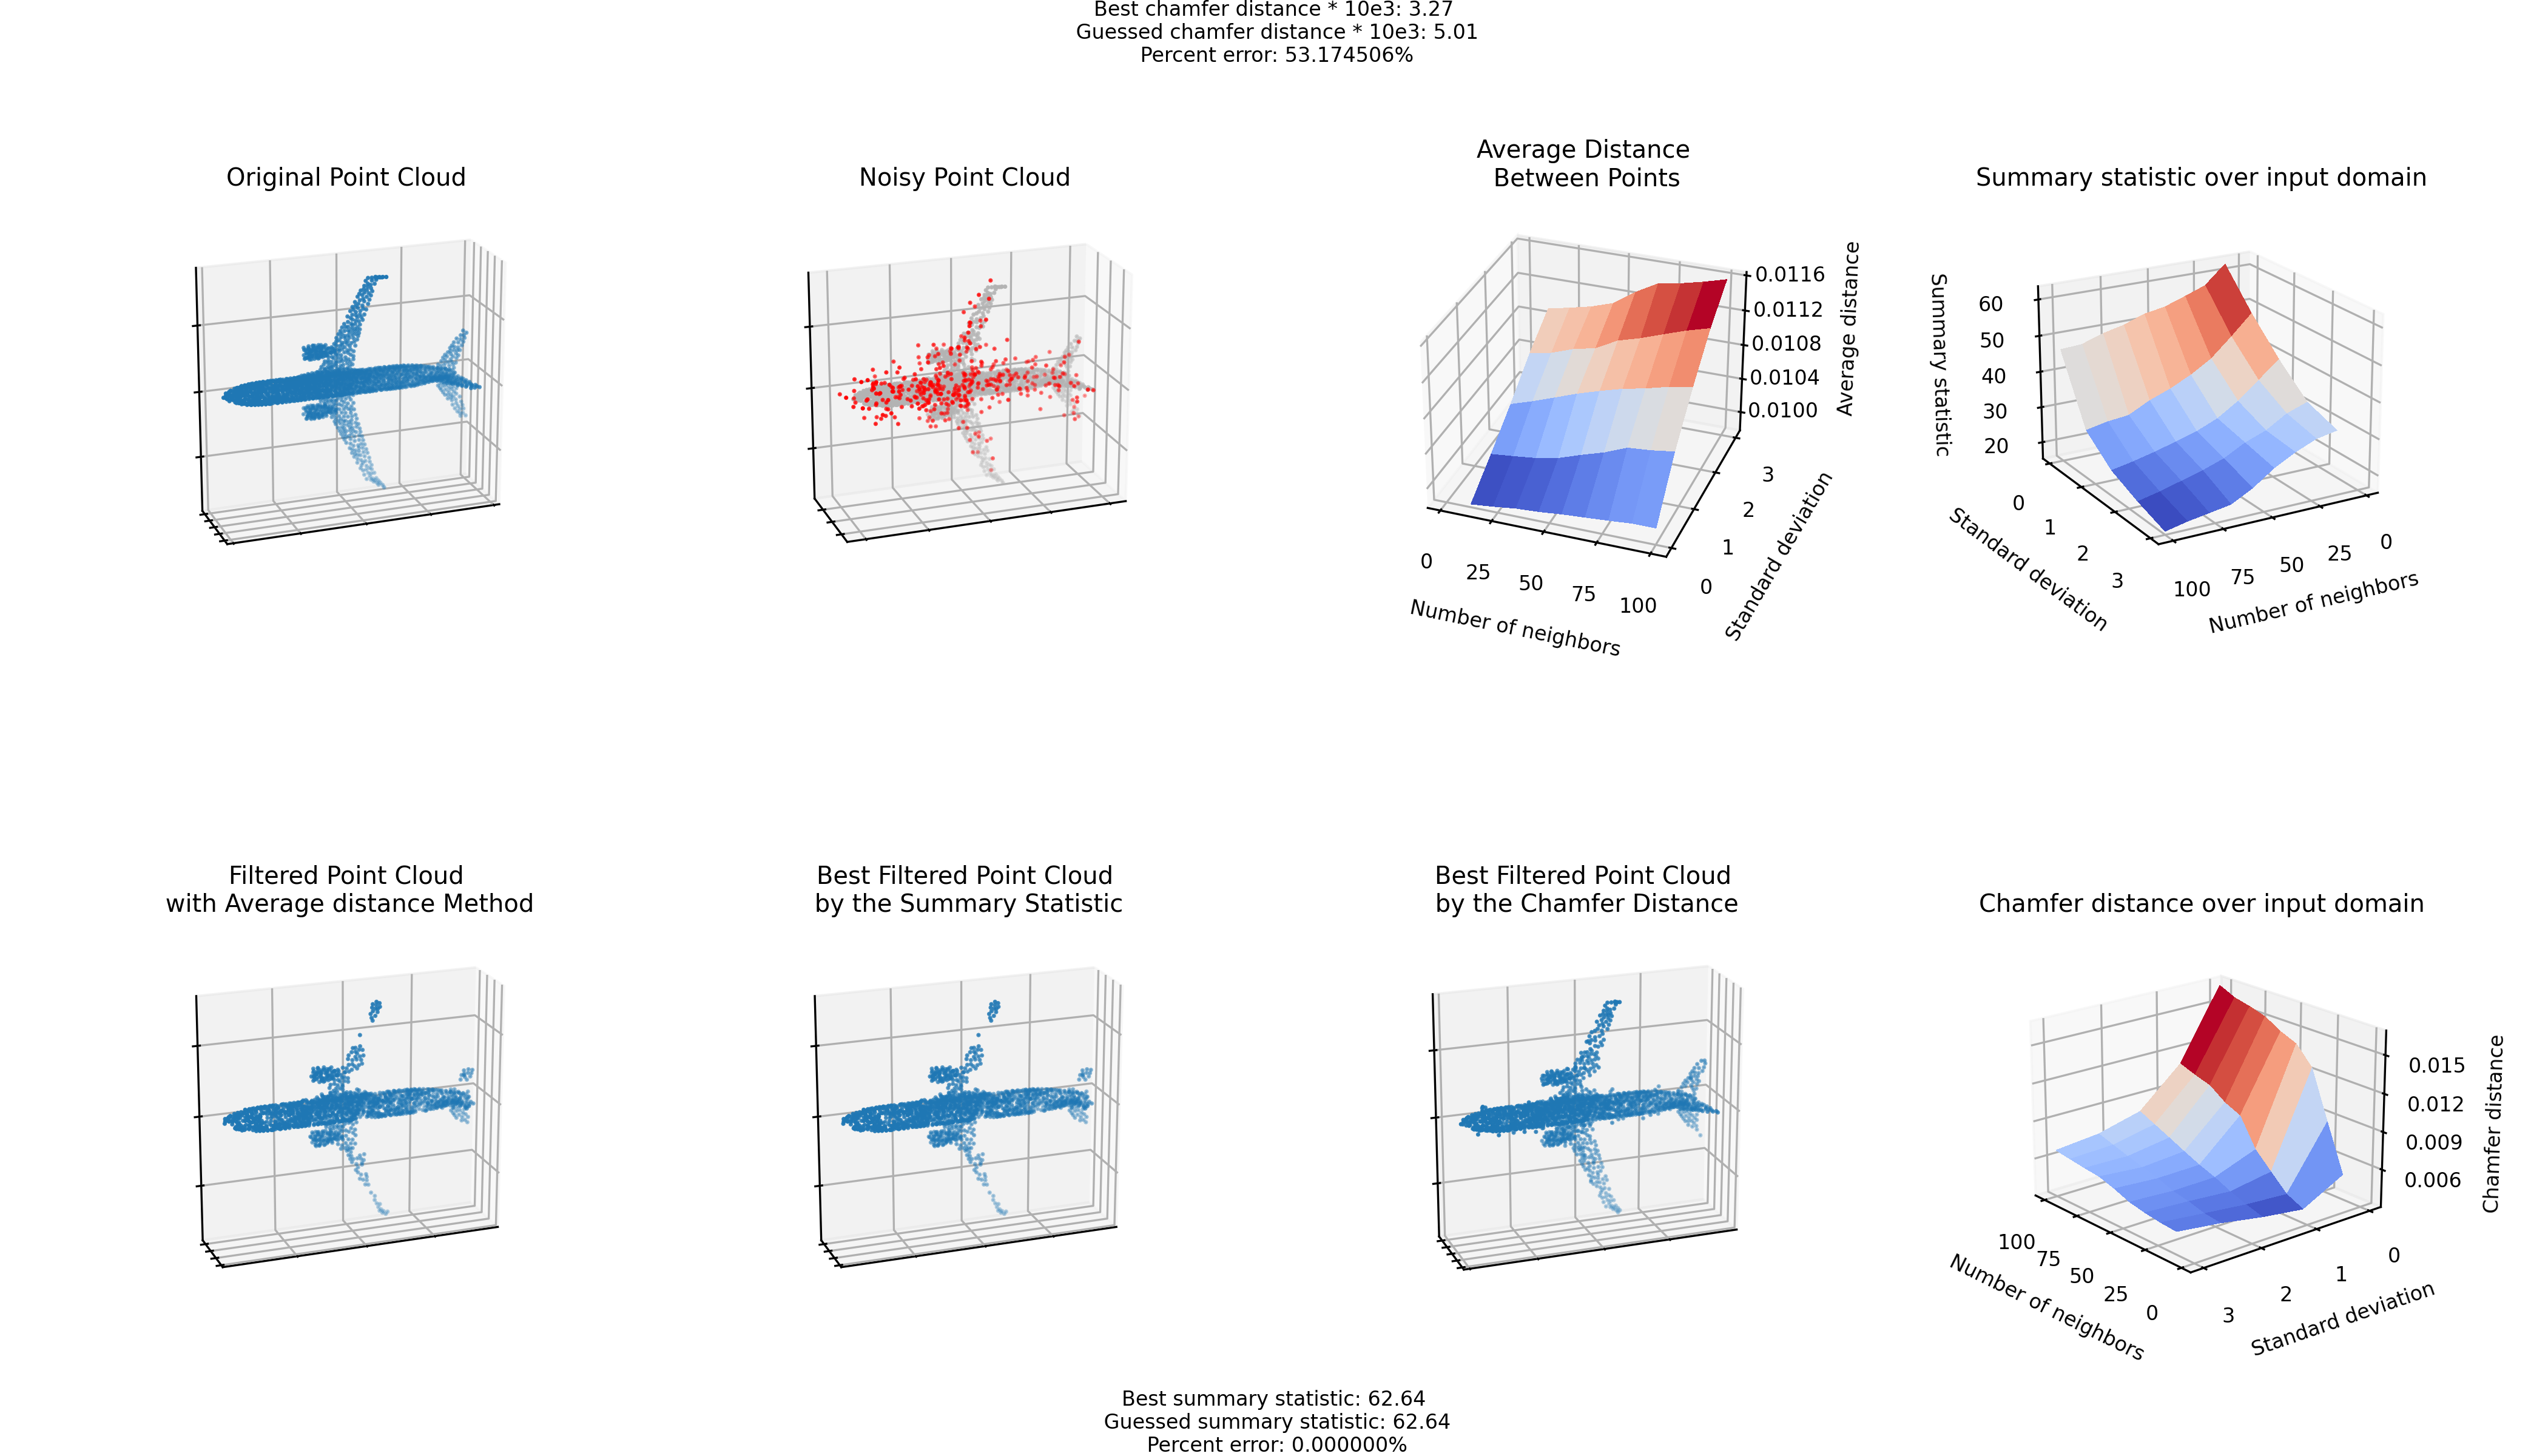 Best chamfer distance * 10e3: 3.27
Guessed chamfer distance * 10e3: 5.01
Percent error: 53.174506%
Original Point Cloud
Noisy Point Cloud
Average Distance
Between Points
0.0116
0.0112
0.0108
0.0104
0.0100
Average distance
0
25
50
75
100
Number of neighbors
0
1
2
3
Standard deviation
Summary statistic over input domain
60
50
40
30
20
Summary statistic
0
1
2
3
Standard deviation
100
75
50
25
0
Number of neighbors
Filtered Point Cloud
with Average distance Method
Best Filtered Point Cloud
by the Summary Statistic
Best Filtered Point Cloud
by the Chamfer Distance
Chamfer distance over input domain
0.015
0.012
0.009
0.006
Chamfer distance
100
75
50
25
0
Number of neighbors
3
2
1
0
Standard deviation
Best summary statistic: 62.64
Guessed summary statistic: 62.64
Percent error: 0.000000%